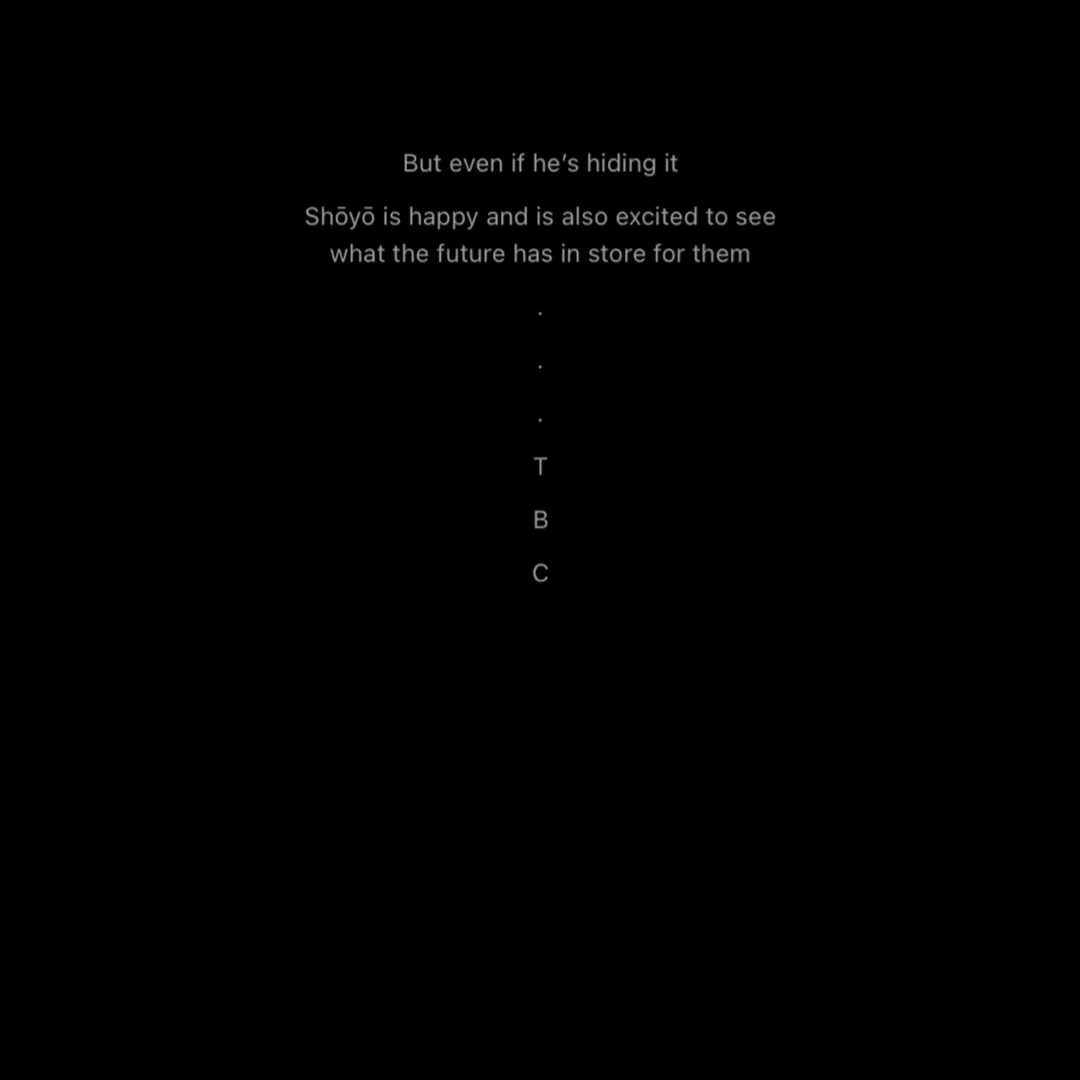 But even if he's hiding it
Shōyō is happy and is also excited to see
what the future has in store for them
.
.
.
T
B
C